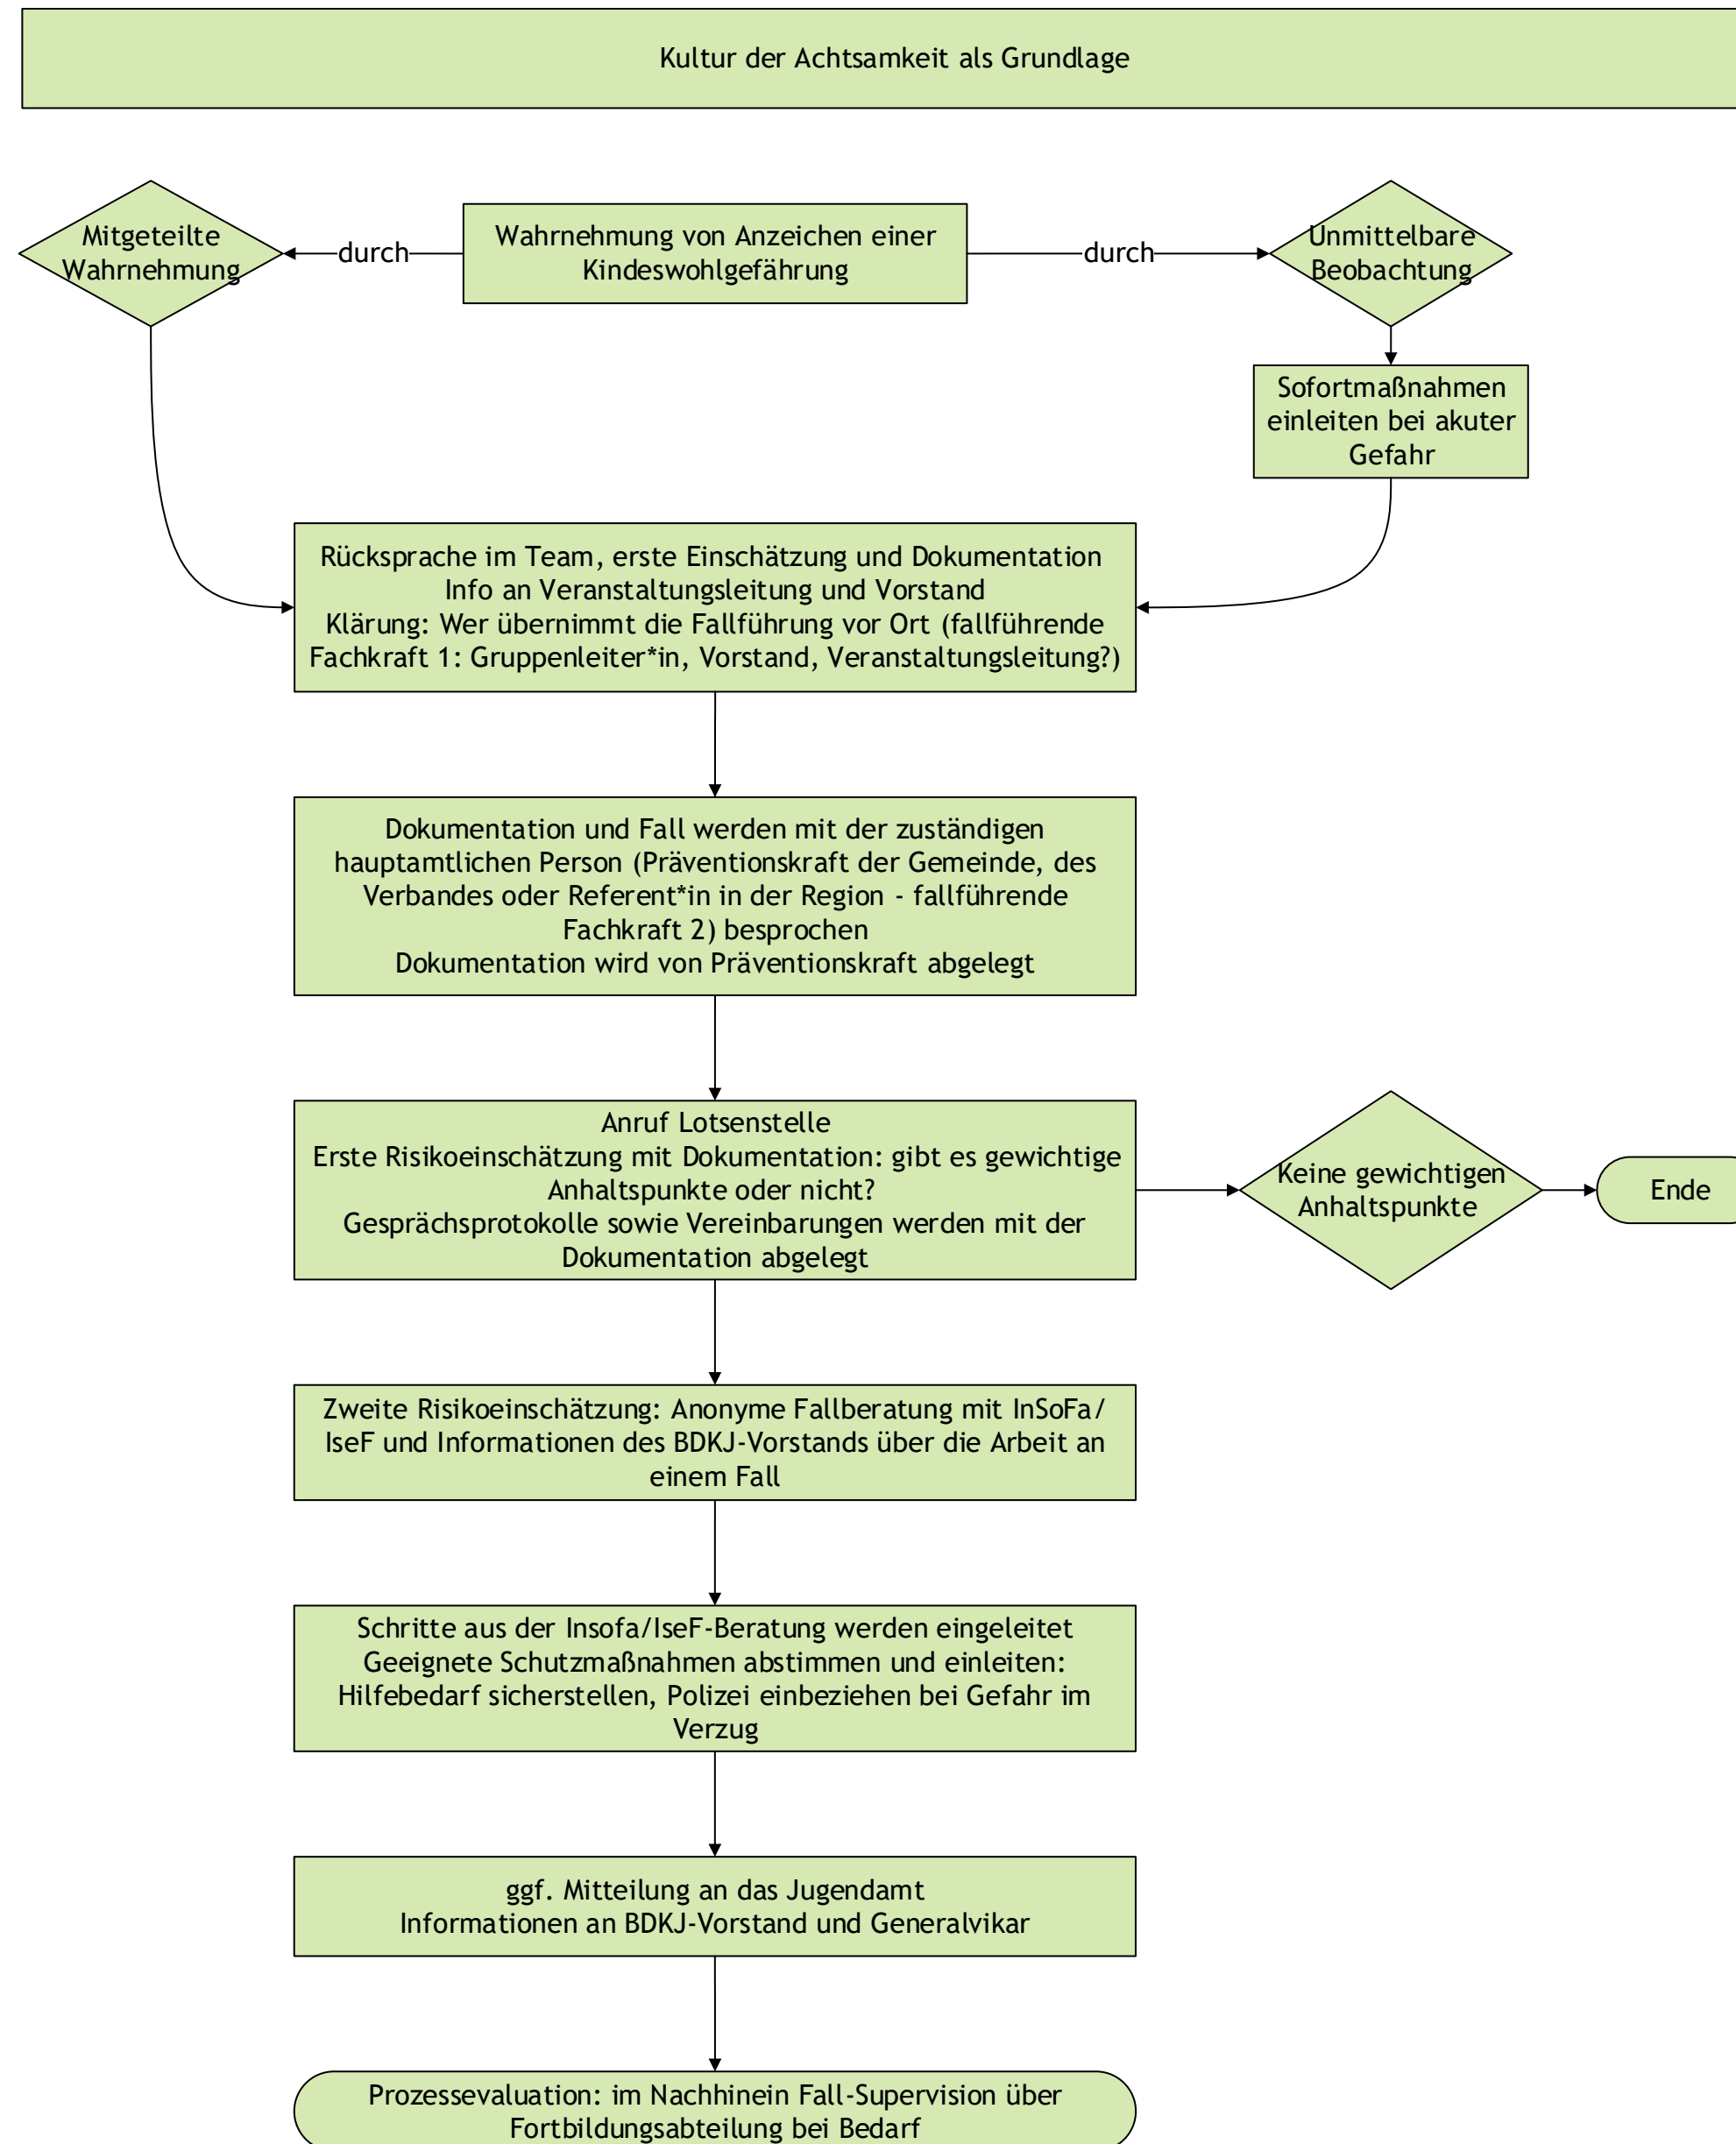 Kultur der Achtsamkeit als Grundlage
Mitgeteilte
Wahrnehmung
durch
Wahrnehmung von Anzeichen einer
Kindeswohlgefährung
durch
Unmittelbare
Beobachtung
Sofortmaßnahmen
einleiten bei akuter
Gefahr
Rücksprache im Team, erste Einschätzung und Dokumentation
Info an Veranstaltungsleitung und Vorstand
Klärung: Wer übernimmt die Fallführung vor Ort (fallführende
Fachkraft 1: Gruppenleiter*in, Vorstand, Veranstaltungsleitung?)
Dokumentation und Fall werden mit der zuständigen
hauptamtlichen Person (Präventionskraft der Gemeinde, des
Verbandes oder Referent*in in der Region - fallführende
Fachkraft 2) besprochen
Dokumentation wird von Präventionskraft abgelegt
Anruf Lotsenstelle
Erste Risikoeinschätzung mit Dokumentation: gibt es gewichtige
Anhaltspunkte oder nicht?
Gesprächsprotokolle sowie Vereinbarungen werden mit der
Dokumentation abgelegt
Keine gewichtigen
Anhaltspunkte
Ende
Zweite Risikoeinschätzung: Anonyme Fallberatung mit InSoFa/
IseF und Informationen des BDKJ-Vorstands über die Arbeit an
einem Fall
Schritte aus der Insofa/IseF-Beratung werden eingeleitet
Geeignete Schutzmaßnahmen abstimmen und einleiten:
Hilfebedarf sicherstellen, Polizei einbeziehen bei Gefahr im
Verzug
ggf. Mitteilung an das Jugendamt
Informationen an BDKJ-Vorstand und Generalvikar
Prozessevaluation: im Nachhinein Fall-Supervision über
Fortbildungsabteilung bei Bedarf